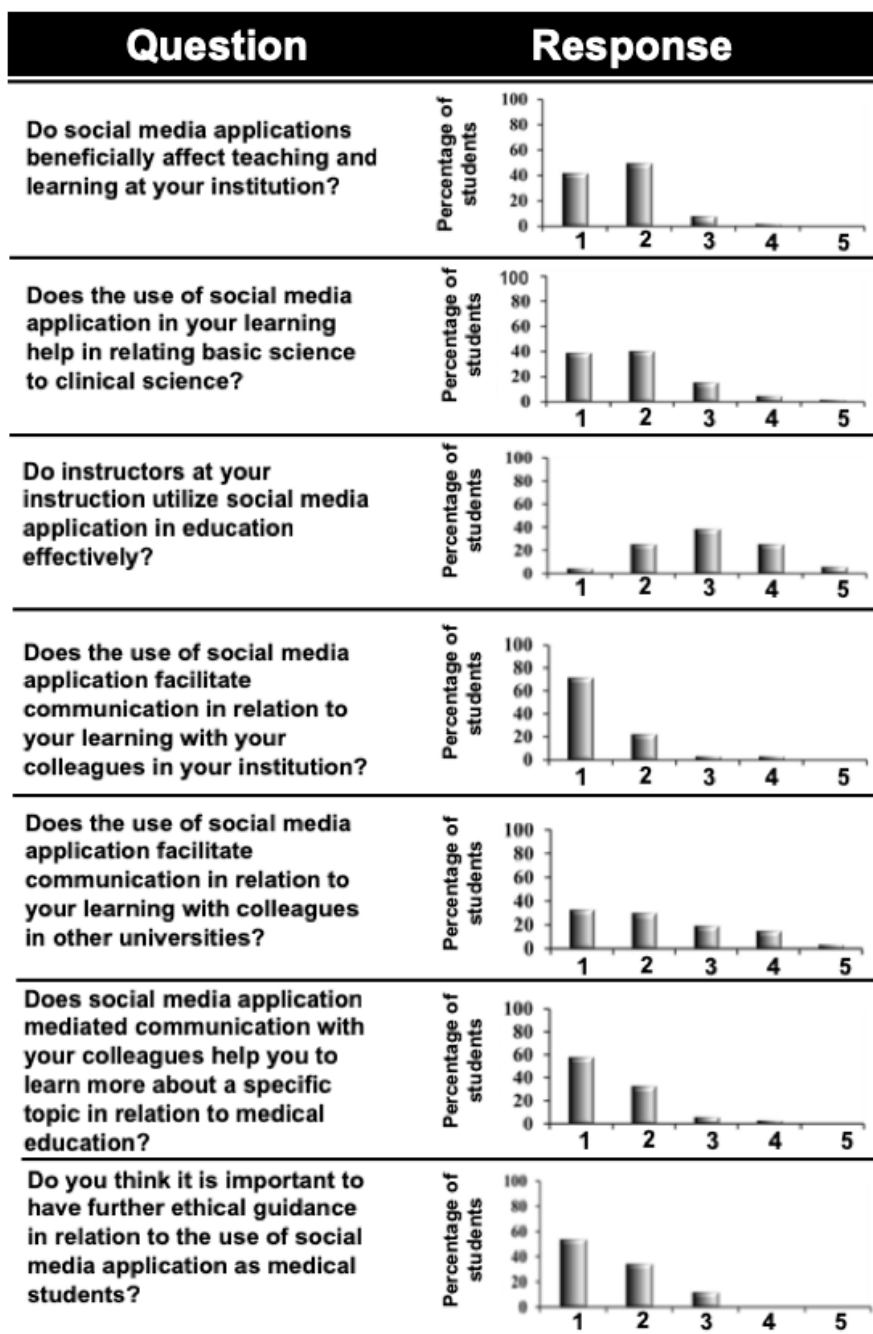 Question Response
Do social media applications
beneficially affect teaching and
learning at your institution?
Percentage of
students
100
80
60
40
20
0
1 2 3 4 5
Does the use of social media
application in your learning
help in relating basic science
to clinical science?
Percentage of
students
100
80
60
40
20
0
1 2 3 4 5
Do instructors at your
instruction utilize social media
application in education
effectively?
Percentage of
students
100
80
60
40
20
0
1 2 3 4 5
Does the use of social media
application facilitate
communication in relation to
your learning with your
colleagues in your institution?
Percentage of
students
100
80
60
40
20
0
1 2 3 4 5
Does the use of social media
application facilitate
communication in relation to
your learning with colleagues
in other universities?
Percentage of
students
100
80
60
40
20
0
1 2 3 4 5
Does social media application
mediated communication with
your colleagues help you to
learn more about a specific
topic in relation to medical
education?
Percentage of
students
100
80
60
40
20
0
1 2 3 4 5
Do you think it is important to
have further ethical guidance
in relation to the use of social
media application as medical
students?
Percentage of
students
100
80
60
40
20
0
1 2 3 4 5